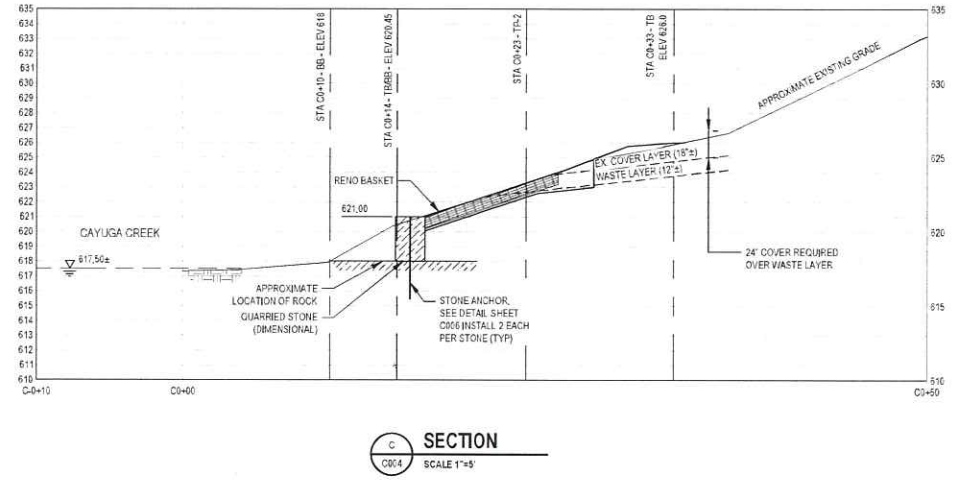 635
634
633
632
631
630
629
628
627
626
625
624
623
622
621
620
619
618
617
616
615
614
613
612
611
610
STA C0+10 - BB - ELEV 618
STA C0+14 - TB/BB - ELEV 620.45
STA C0+23 - TP-2
STA C0+33 - TB
ELEV 626.0
APPROXIMATE EXISTING GRADE
635
630
625
620
615
610
EX. COVER LAYER (18"±)
WASTE LAYER (12"±)
RENO BASKET
621.00
CAYUGA CREEK
617.50±
24" COVER REQUIRED
OVER WASTE LAYER
APPROXIMATE
LOCATION OF ROCK
QUARRIED STONE
(DIMENSIONAL)
STONE ANCHOR,
SEE DETAIL SHEET
C006 INSTALL 2 EACH
PER STONE (TYP)
C-0+10
C0+00
C0+50
C
C004
SECTION
SCALE 1"=5'